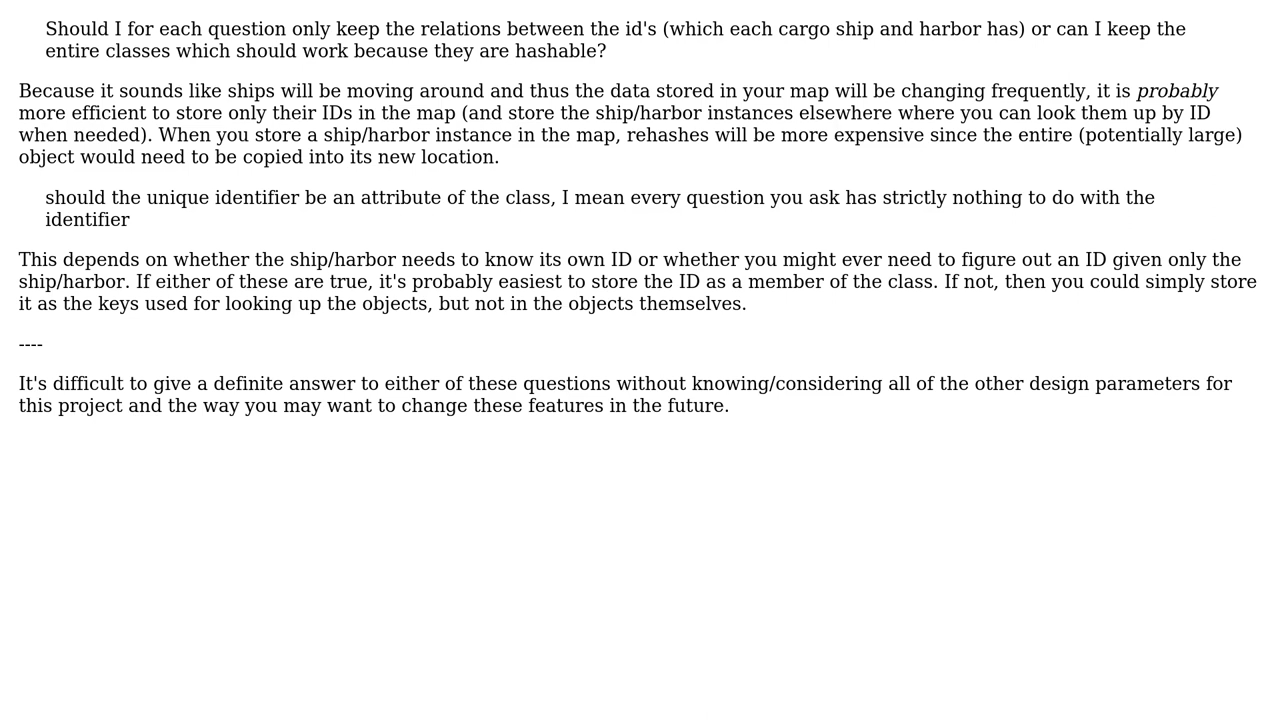 Should I for each question only keep the relations between the id's (which each cargo ship and harbor has) or can I keep the
entire classes which should work because they are hashable?
Because it sounds like ships will be moving around and thus the data stored in your map will be changing frequently, it is probably
more efficient to store only their IDs in the map (and store the ship/harbor instances elsewhere where you can look them up by ID
when needed). When you store a ship/harbor instance in the map, rehashes will be more expensive since the entire (potentially large)
object would need to be copied into its new location.
should the unique identifier be an attribute of the class, I mean every question you ask has strictly nothing to do with the
identifier
This depends on whether the ship/harbor needs to know its own ID or whether you might ever need to figure out an ID given only the
ship/harbor. If either of these are true, it's probably easiest to store the ID as a member of the class. If not, then you could simply store
it as the keys used for looking up the objects, but not in the objects themselves.
----
It's difficult to give a definite answer to either of these questions without knowing/considering all of the other design parameters for
this project and the way you may want to change these features in the future.